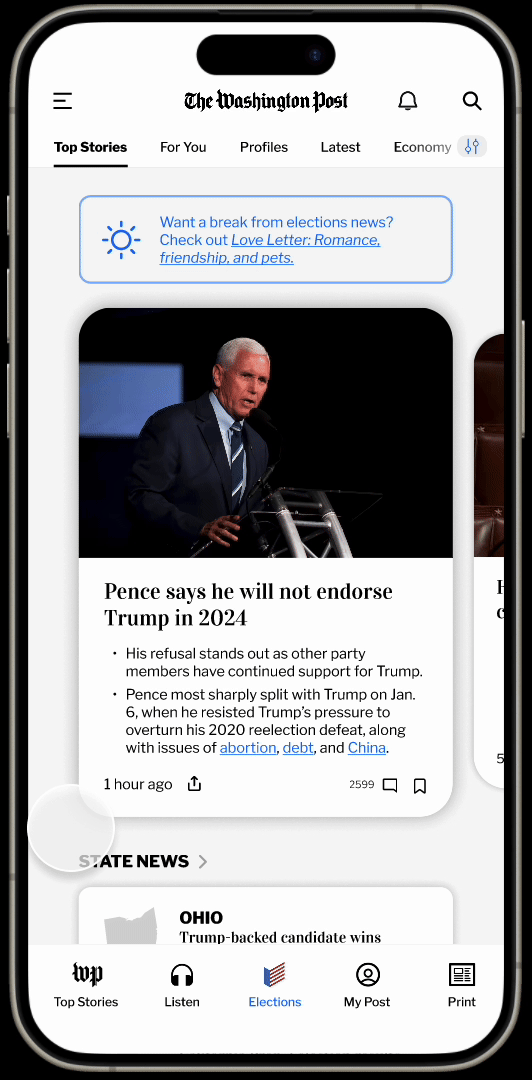 The Washington Post
Top Stories For You Profiles Latest Economy
Want a break from elections news?
Check out Love Letter: Romance,
friendship, and pets.
Pence says he will not endorse
Trump in 2024
• His refusal stands out as other party
members have continued support for Trump.
• Pence most sharply split with Trump on Jan.
6, when he resisted Trump’s pressure to
overturn his 2020 reelection defeat, along
with issues of abortion, debt, and China.
1 hour ago 2599
STATE NEWS
OHIO
Trump-backed candidate wins
wp
Top Stories Listen Elections My Post Print